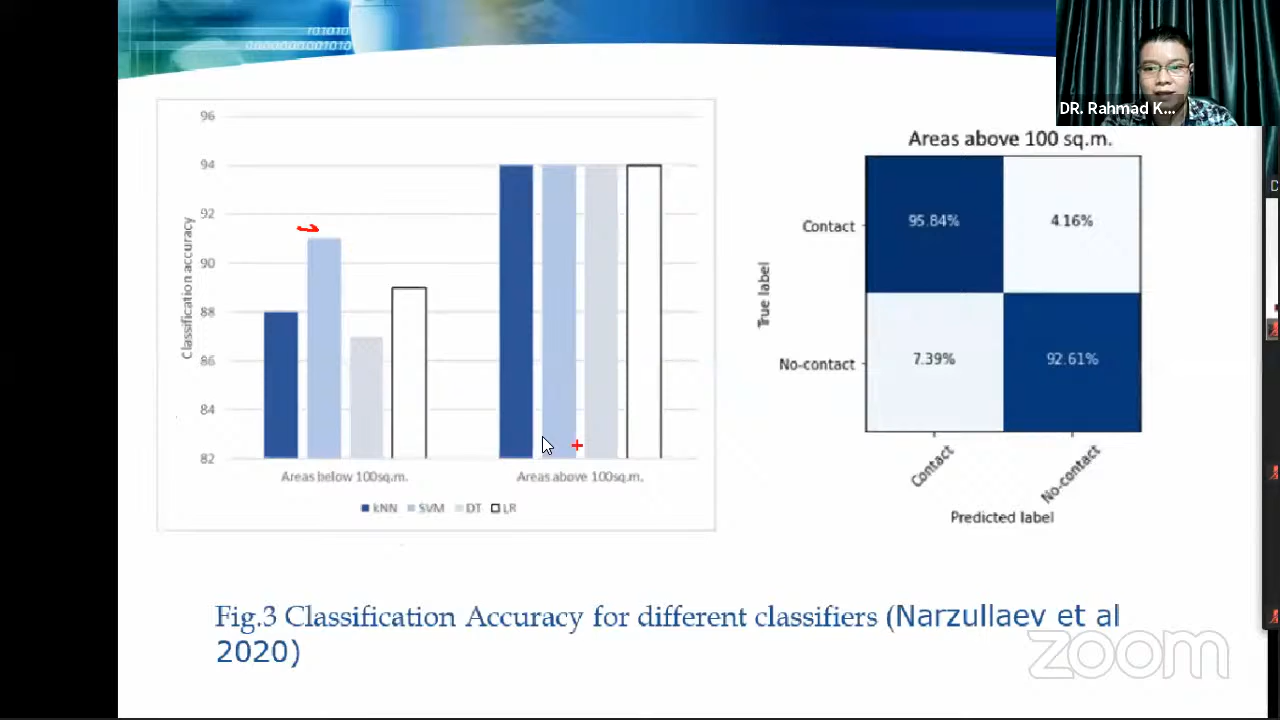 101010
000000001010
DR. Rahmad K...
96
94
92
90
88
86
84
82
Classification accuracy
Areas below 100sq.m.
Areas above 100sq.m.
kNN SVM DT LR
Areas above 100 sq.m.
True label
Contact
95.84%
4.16%
No-contact
7.39%
92.61%
Contact
No-contact
Predicted label
Fig.3 Classification Accuracy for different classifiers (Narzullaev et al
2020)
zoom